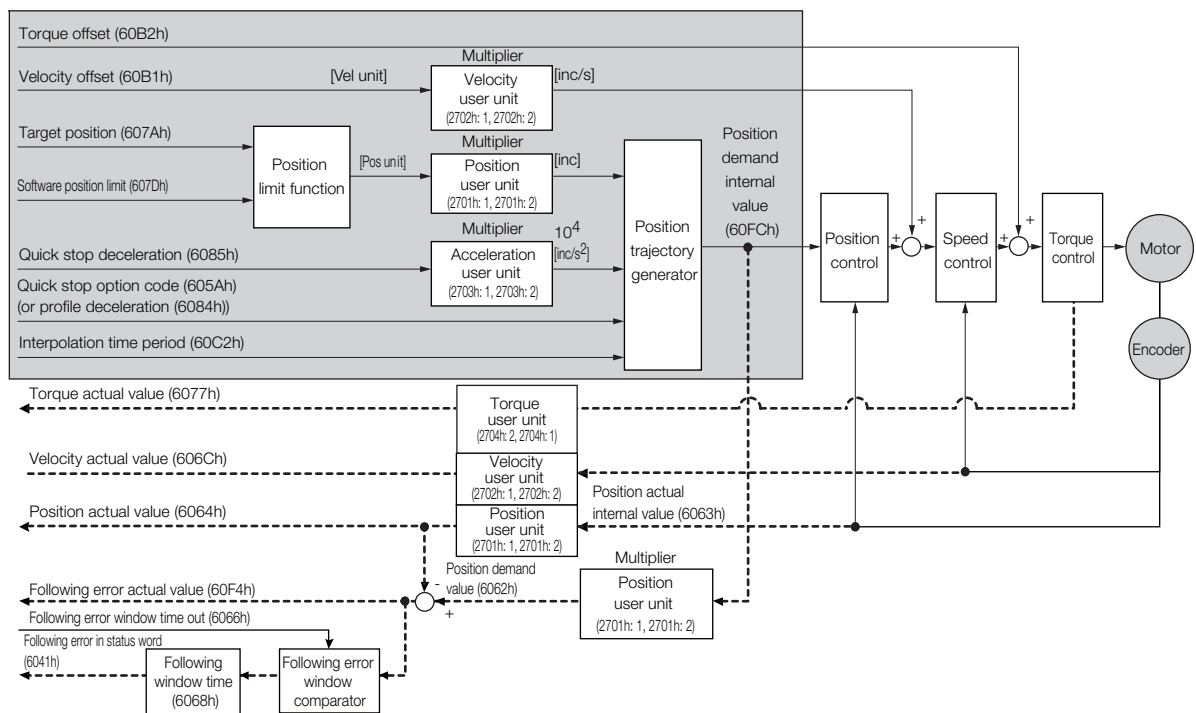 Torque offset (60B2h)
Multiplier
Velocity offset (60B1h)
[Vel unit]
Velocity
user unit
(2702h: 1, 2702h: 2)
[inc/s]
Target position (607Ah)
Software position limit (607Dh)
Position
limit function
[Pos unit]
Multiplier
Position
user unit
(2701h: 1, 2701h: 2)
[inc]
Multiplier
Quick stop deceleration (6085h)
Acceleration
user unit
(2703h: 1, 2703h: 2)
10⁴
[inc/s²]
Quick stop option code (605Ah)
(or profile deceleration (6084h))
Interpolation time period (60C2h)
Position
trajectory
generator
Position
demand
internal
value
(60FCh)
Position
control
+
+
Speed
control
+
+
Torque
control
Motor
Encoder
Torque actual value (6077h)
Torque
user unit
(2704h: 2, 2704h: 1)
Velocity actual value (606Ch)
Velocity
user unit
(2702h: 1, 2702h: 2)
Position actual value (6064h)
Position
user unit
(2701h: 1, 2701h: 2)
Position actual
internal value (6063h)
Multiplier
Position
user unit
(2701h: 1, 2701h: 2)
Position demand
value (6062h)
-
+
Following error actual value (60F4h)
Following error window time out (6066h)
Following error in status word
(6041h)
Following
window time
(6068h)
Following error
window
comparator